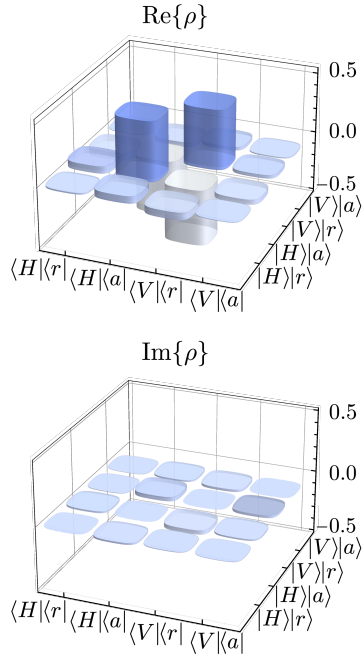 Re{ρ}
0.5
0.0
−0.5
|V⟩|a⟩
|V⟩|r⟩
|H⟩|a⟩
|H⟩|r⟩
⟨H|⟨r| ⟨H|⟨a| ⟨V|⟨r| ⟨V|⟨a|
Im{ρ}
0.5
0.0
−0.5
|V⟩|a⟩
|V⟩|r⟩
|H⟩|a⟩
|H⟩|r⟩
⟨H|⟨r| ⟨H|⟨a| ⟨V|⟨r| ⟨V|⟨a|